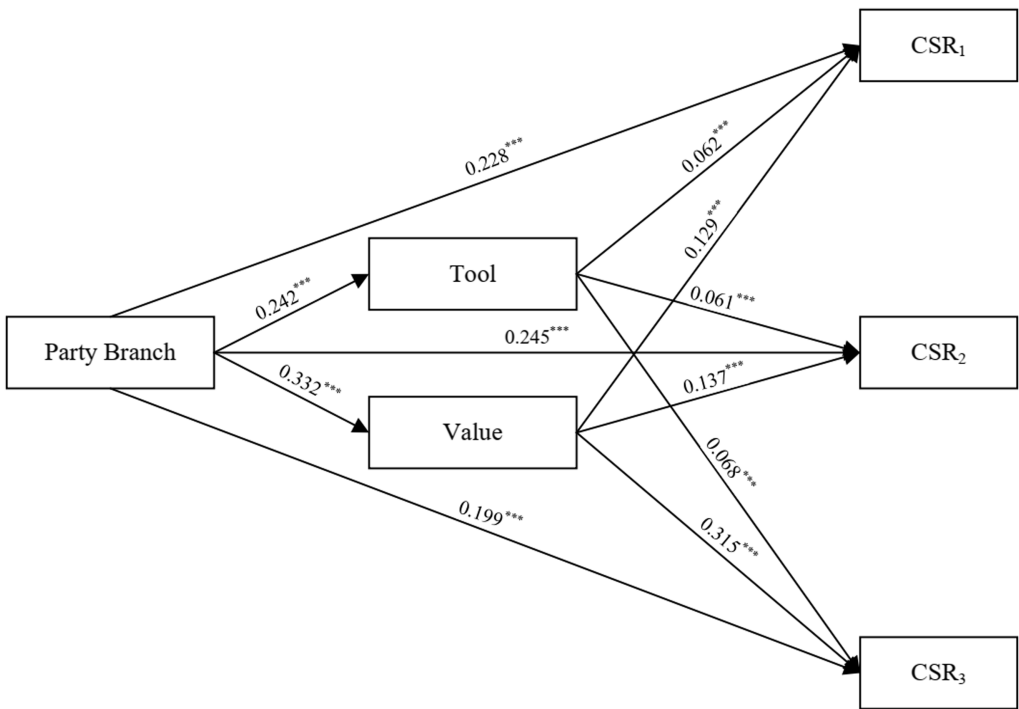 CSR₁
0.228***
0.062***
0.129***
Tool
0.242***
0.061***
Party Branch
0.245***
CSR₂
0.332***
0.137***
Value
0.068***
0.199***
0.315***
CSR₃